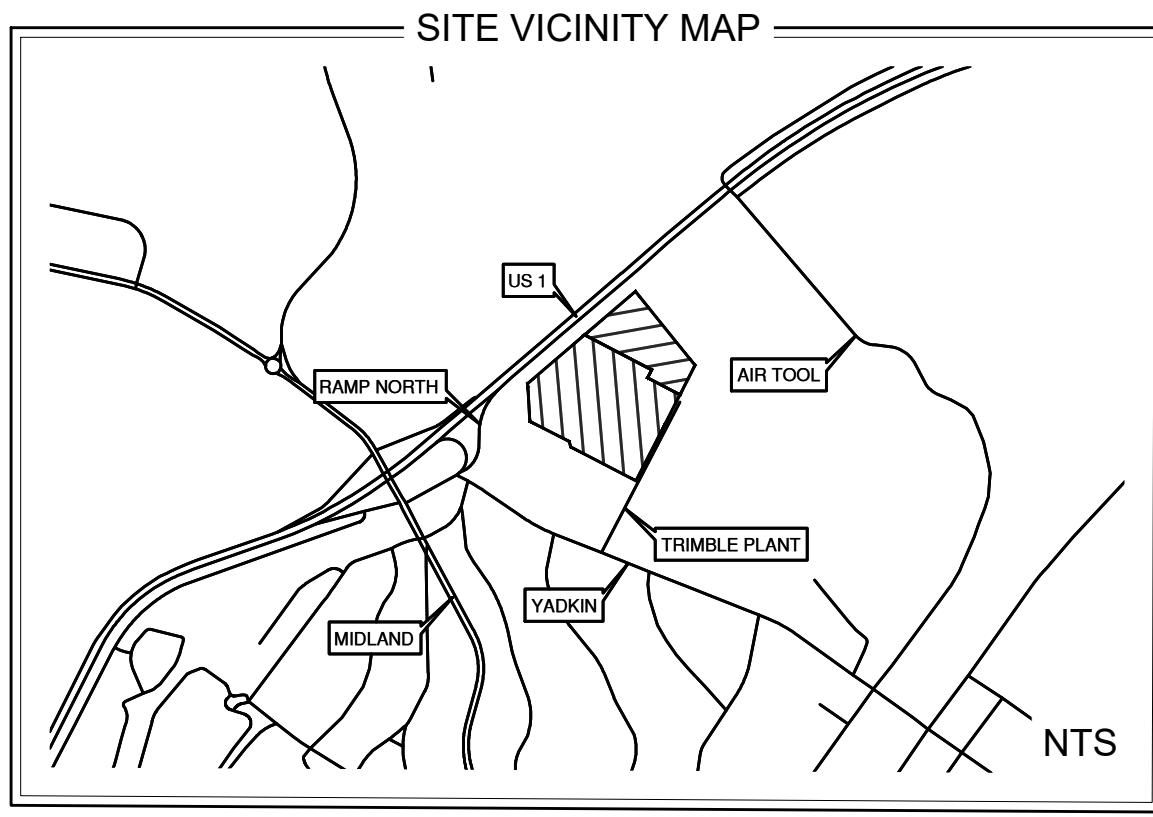 SITE VICINITY MAP
US 1
RAMP NORTH
AIR TOOL
TRIMBLE PLANT
YADKIN
MIDLAND
NTS